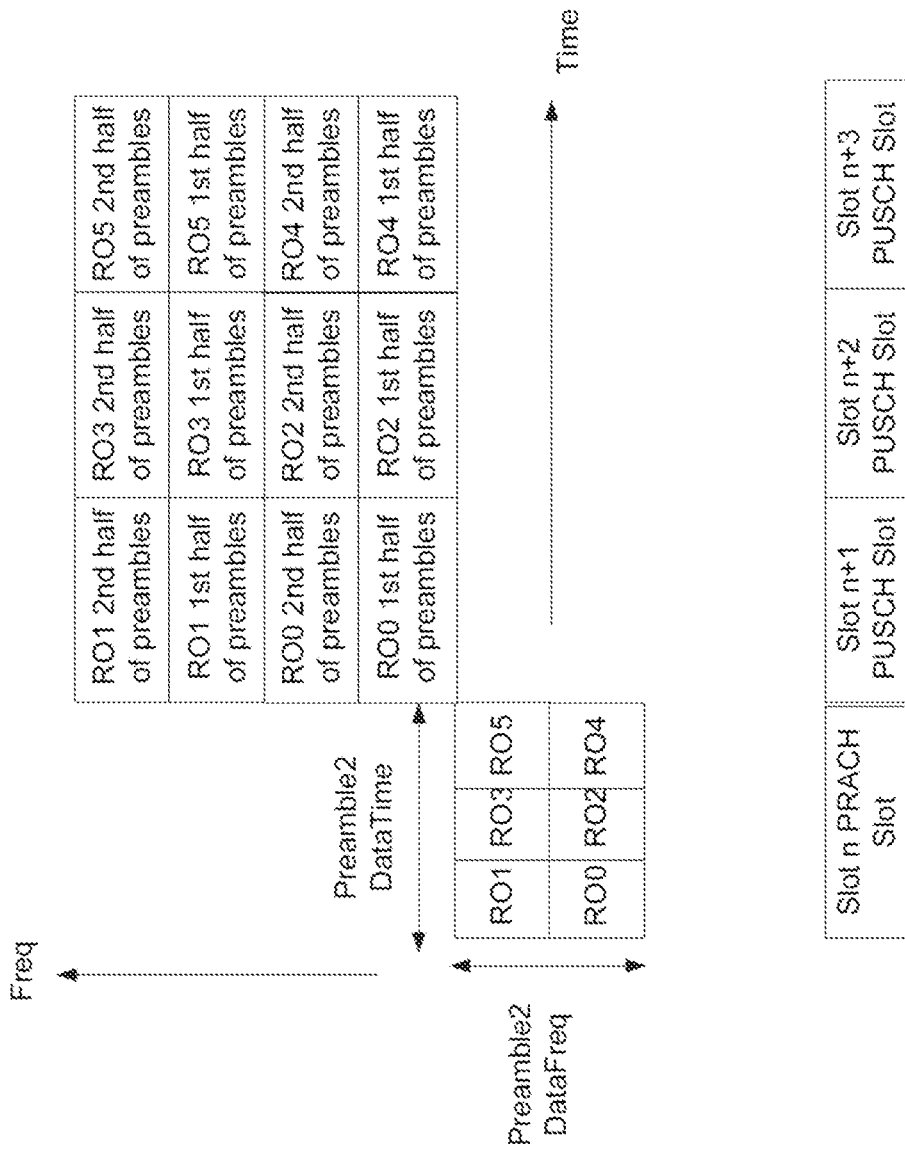 Freq
RO1 2nd half
of preambles
RO3 2nd half
of preambles
RO5 2nd half
of preambles
RO1 1st half
of preambles
RO3 1st half
of preambles
RO5 1st half
of preambles
RO0 2nd half
of preambles
RO2 2nd half
of preambles
RO4 2nd half
of preambles
RO0 1st half
of preambles
RO2 1st half
of preambles
RO4 1st half
of preambles
Preamble2
DataTime
Time
Preamble2
DataFreq
RO1
RO3
RO5
RO0
RO2
RO4
Slot n PRACH
Slot
Slot n+1
PUSCH Slot
Slot n+2
PUSCH Slot
Slot n+3
PUSCH Slot